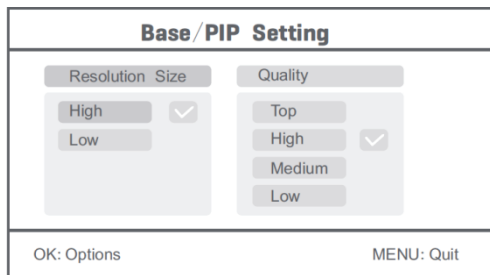 Base/PIP Setting
Resolution Size
High
Low
Quality
Top
High
Medium
Low
OK: Options
MENU: Quit